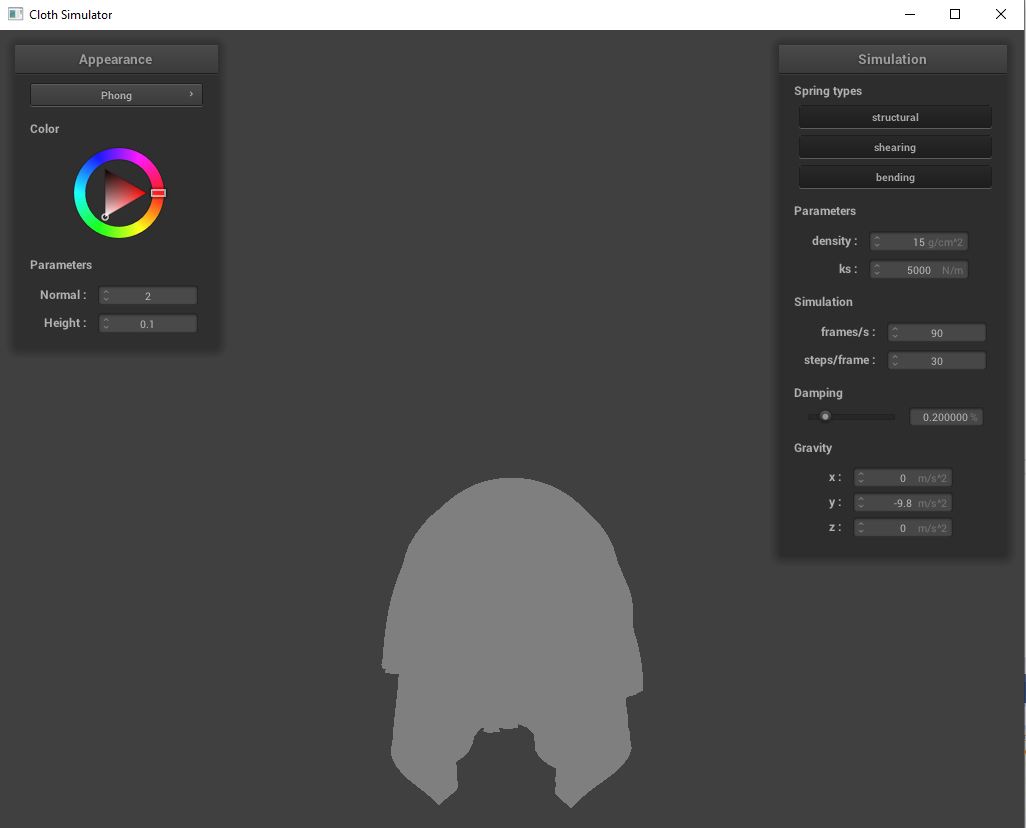 Cloth Simulator
Appearance
Phong
Color
Parameters
Normal : 2
Height : 0.1
Simulation
Spring types
structural
shearing
bending
Parameters
density : 15 g/cm^2
ks : 5000 N/m
Simulation
frames/s : 90
steps/frame : 30
Damping
0.200000 %
Gravity
x : 0 m/s^2
y : -9.8 m/s^2
z : 0 m/s^2